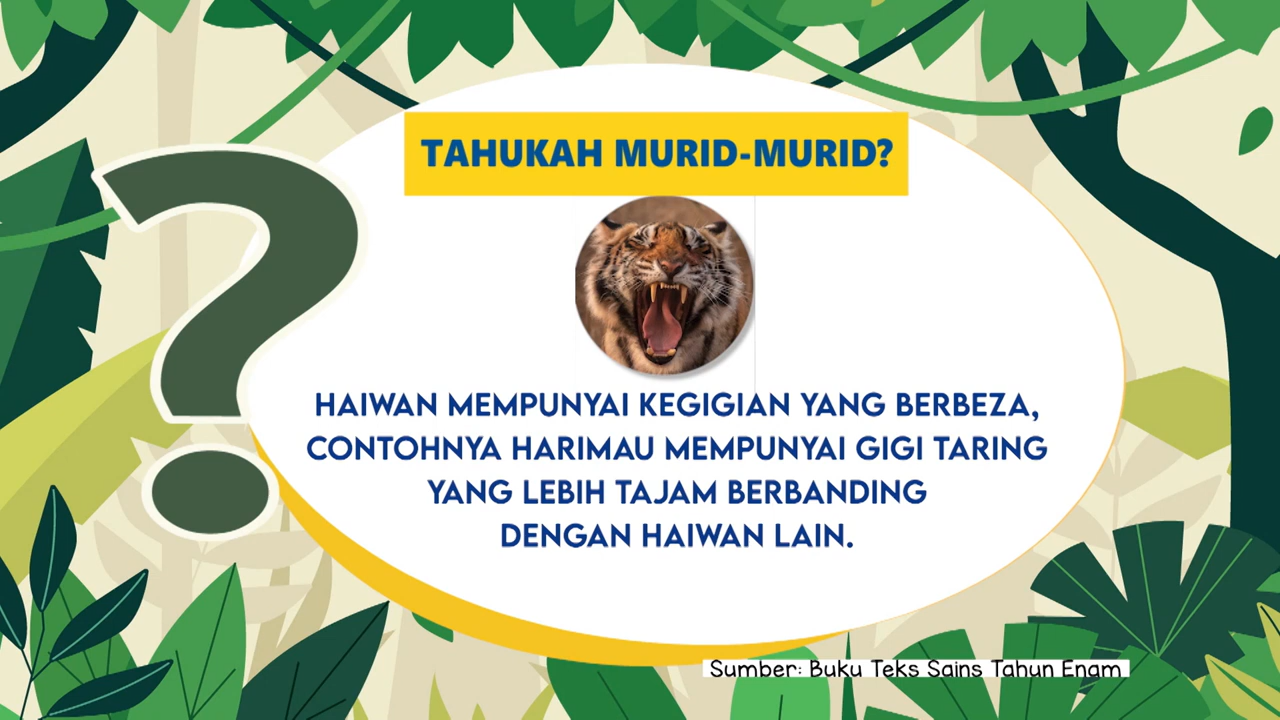 TAHUKAH MURID-MURID?
HAIWAN MEMPUNYAI KEGIGIAN YANG BERBEZA,
CONTOHNYA HARIMAU MEMPUNYAI GIGI TARING
YANG LEBIH TAJAM BERBANDING
DENGAN HAIWAN LAIN.
Sumber: Buku Teks Sains Tahun Enam